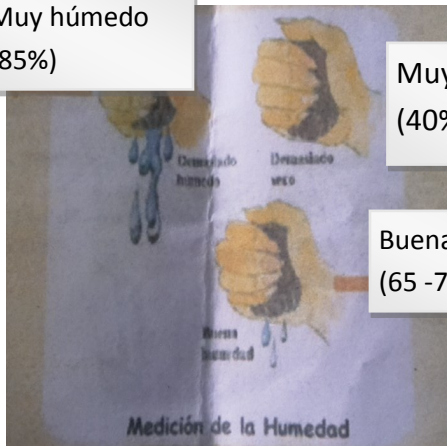 Muy húmedo
85%)
Muy
(40%
Demasiado
húmedo
Demasiado
seco
Buena
(65 -7
Buena
humedad
Medición de la Humedad